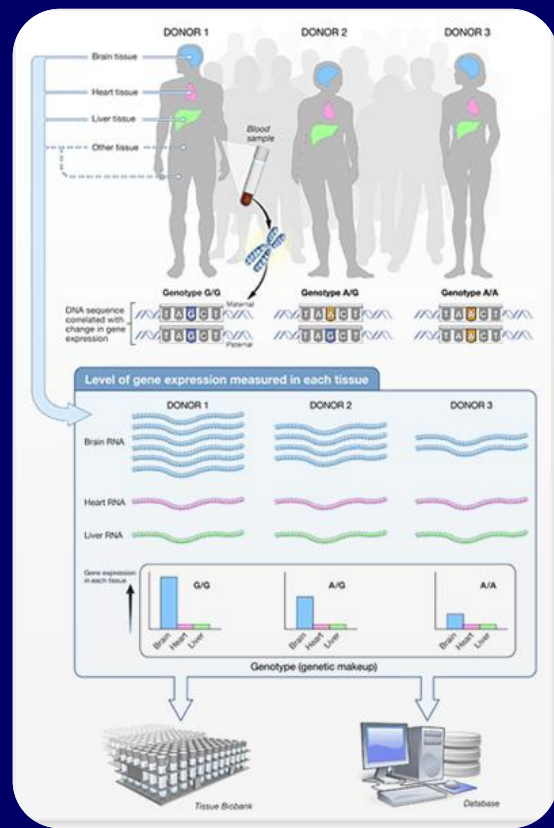 DONOR 1
DONOR 2
DONOR 3
Brain tissue
Heart tissue
Liver tissue
Other tissue
Blood
sample
Genotype G/G
Genotype A/G
Genotype A/A
DNA sequence
correlated with
change in gene
expression
Maternal
Paternal
T A G C T
T A A C T
T A A C T
T A G C T
T A G C T
T A A C T
Level of gene expression measured in each tissue
DONOR 1
DONOR 2
DONOR 3
Brain RNA
Heart RNA
Liver RNA
Gene expression
in each tissue
G/G
A/G
A/A
Brain
Heart
Liver
Brain
Heart
Liver
Brain
Heart
Liver
Genotype (genetic makeup)
Tissue Biobank
Database